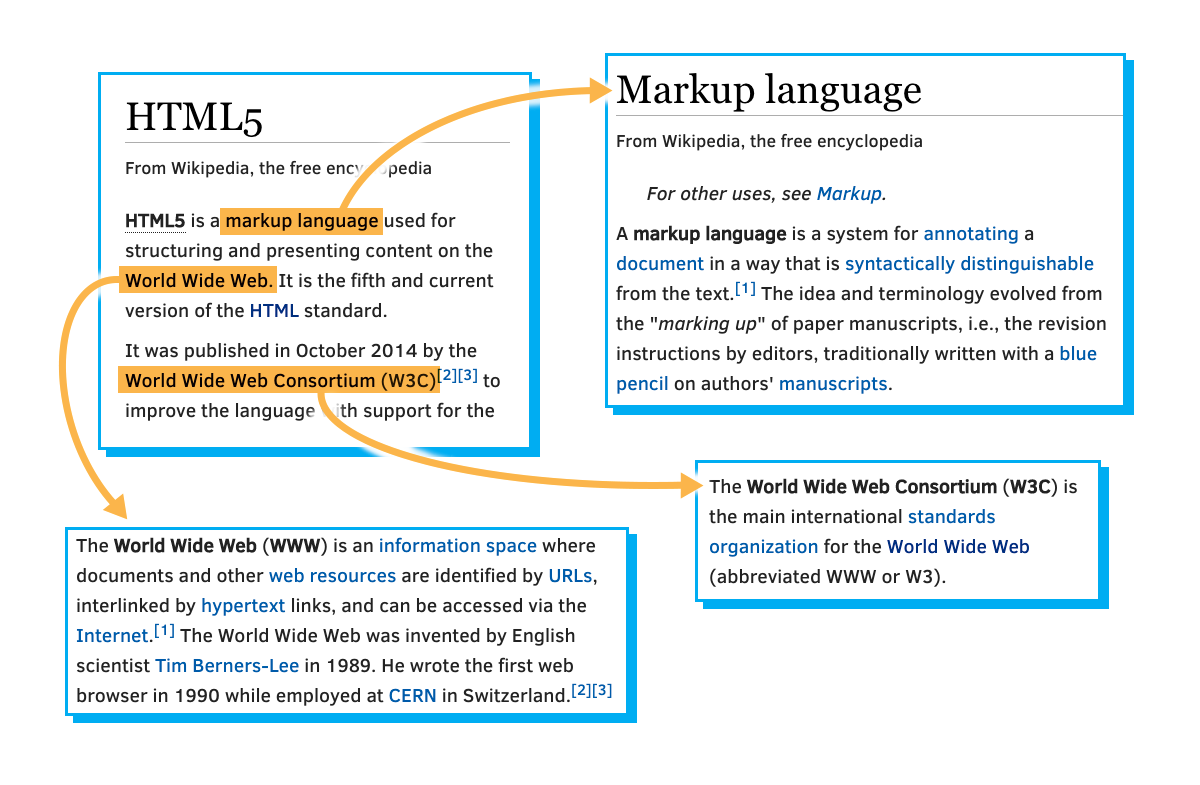 HTML5
From Wikipedia, the free encyclopedia
HTML5 is a markup language used for
structuring and presenting content on the
World Wide Web. It is the fifth and current
version of the HTML standard.
It was published in October 2014 by the
World Wide Web Consortium (W3C)[2][3] to
improve the language with support for the
Markup language
From Wikipedia, the free encyclopedia
For other uses, see Markup.
A markup language is a system for annotating a
document in a way that is syntactically distinguishable
from the text.[1] The idea and terminology evolved from
the "marking up" of paper manuscripts, i.e., the revision
instructions by editors, traditionally written with a blue
pencil on authors' manuscripts.
The World Wide Web Consortium (W3C) is
the main international standards
organization for the World Wide Web
(abbreviated WWW or W3).
The World Wide Web (WWW) is an information space where
documents and other web resources are identified by URLs,
interlinked by hypertext links, and can be accessed via the
Internet.[1] The World Wide Web was invented by English
scientist Tim Berners-Lee in 1989. He wrote the first web
browser in 1990 while employed at CERN in Switzerland.[2][3]